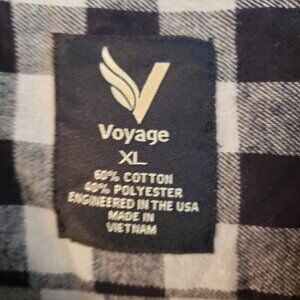 Voyage
XL
60% COTTON
40% POLYESTER
ENGINEERED IN THE USA
MADE IN
VIETNAM